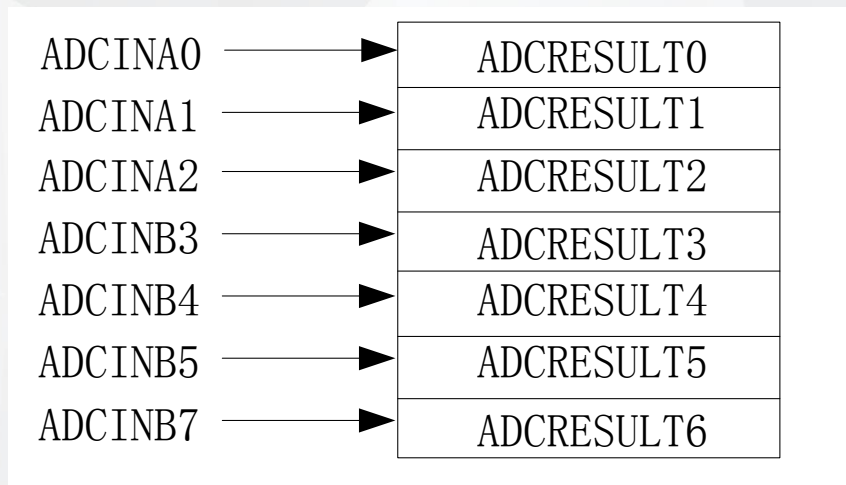 ADCINA0 ADCRESULT0
ADCINA1 ADCRESULT1
ADCINA2 ADCRESULT2
ADCINB3 ADCRESULT3
ADCINB4 ADCRESULT4
ADCINB5 ADCRESULT5
ADCINB7 ADCRESULT6